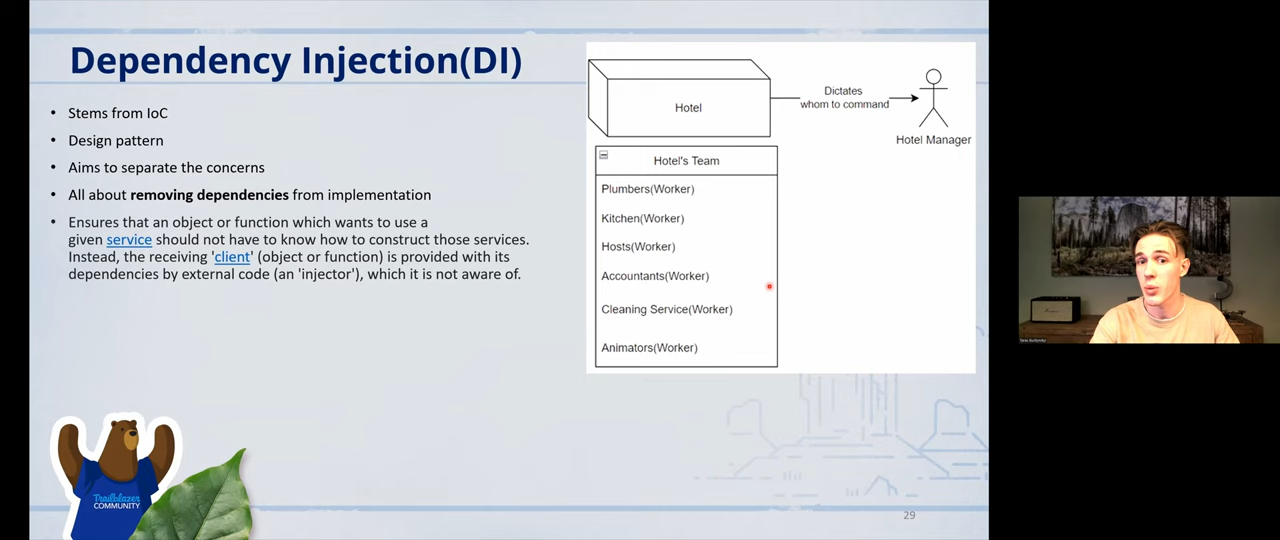 Dependency Injection(DI)
• Stems from IoC
• Design pattern
• Aims to separate the concerns
• All about removing dependencies from implementation
• Ensures that an object or function which wants to use a
given service should not have to know how to construct those services.
Instead, the receiving 'client' (object or function) is provided with its
dependencies by external code (an 'injector'), which it is not aware of.
Hotel
Dictates
whom to command
Hotel Manager
Hotel's Team
Plumbers(Worker)
Kitchen(Worker)
Hosts(Worker)
Accountants(Worker)
Cleaning Service(Worker)
Animators(Worker)
Trailblazer
COMMUNITY
29